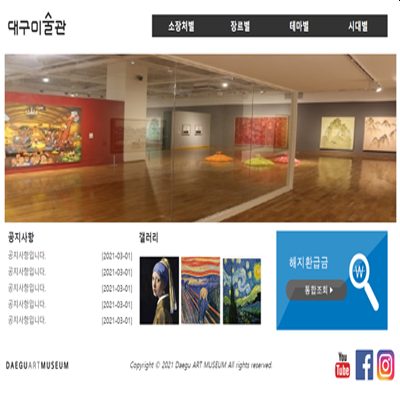 대구미술관
소장처별 장르별 테마별 시대별
공지사항
공지사항입니다. [2021-03-01]
공지사항입니다. [2021-03-01]
공지사항입니다. [2021-03-01]
공지사항입니다. [2021-03-01]
공지사항입니다. [2021-03-01]
갤러리
해지환급금
통합조회 ▶
₩
DAEGUARTMUSEUM
Copyright © 2021 Daegu ART MUSEUM All rights reserved.
You Tube
f